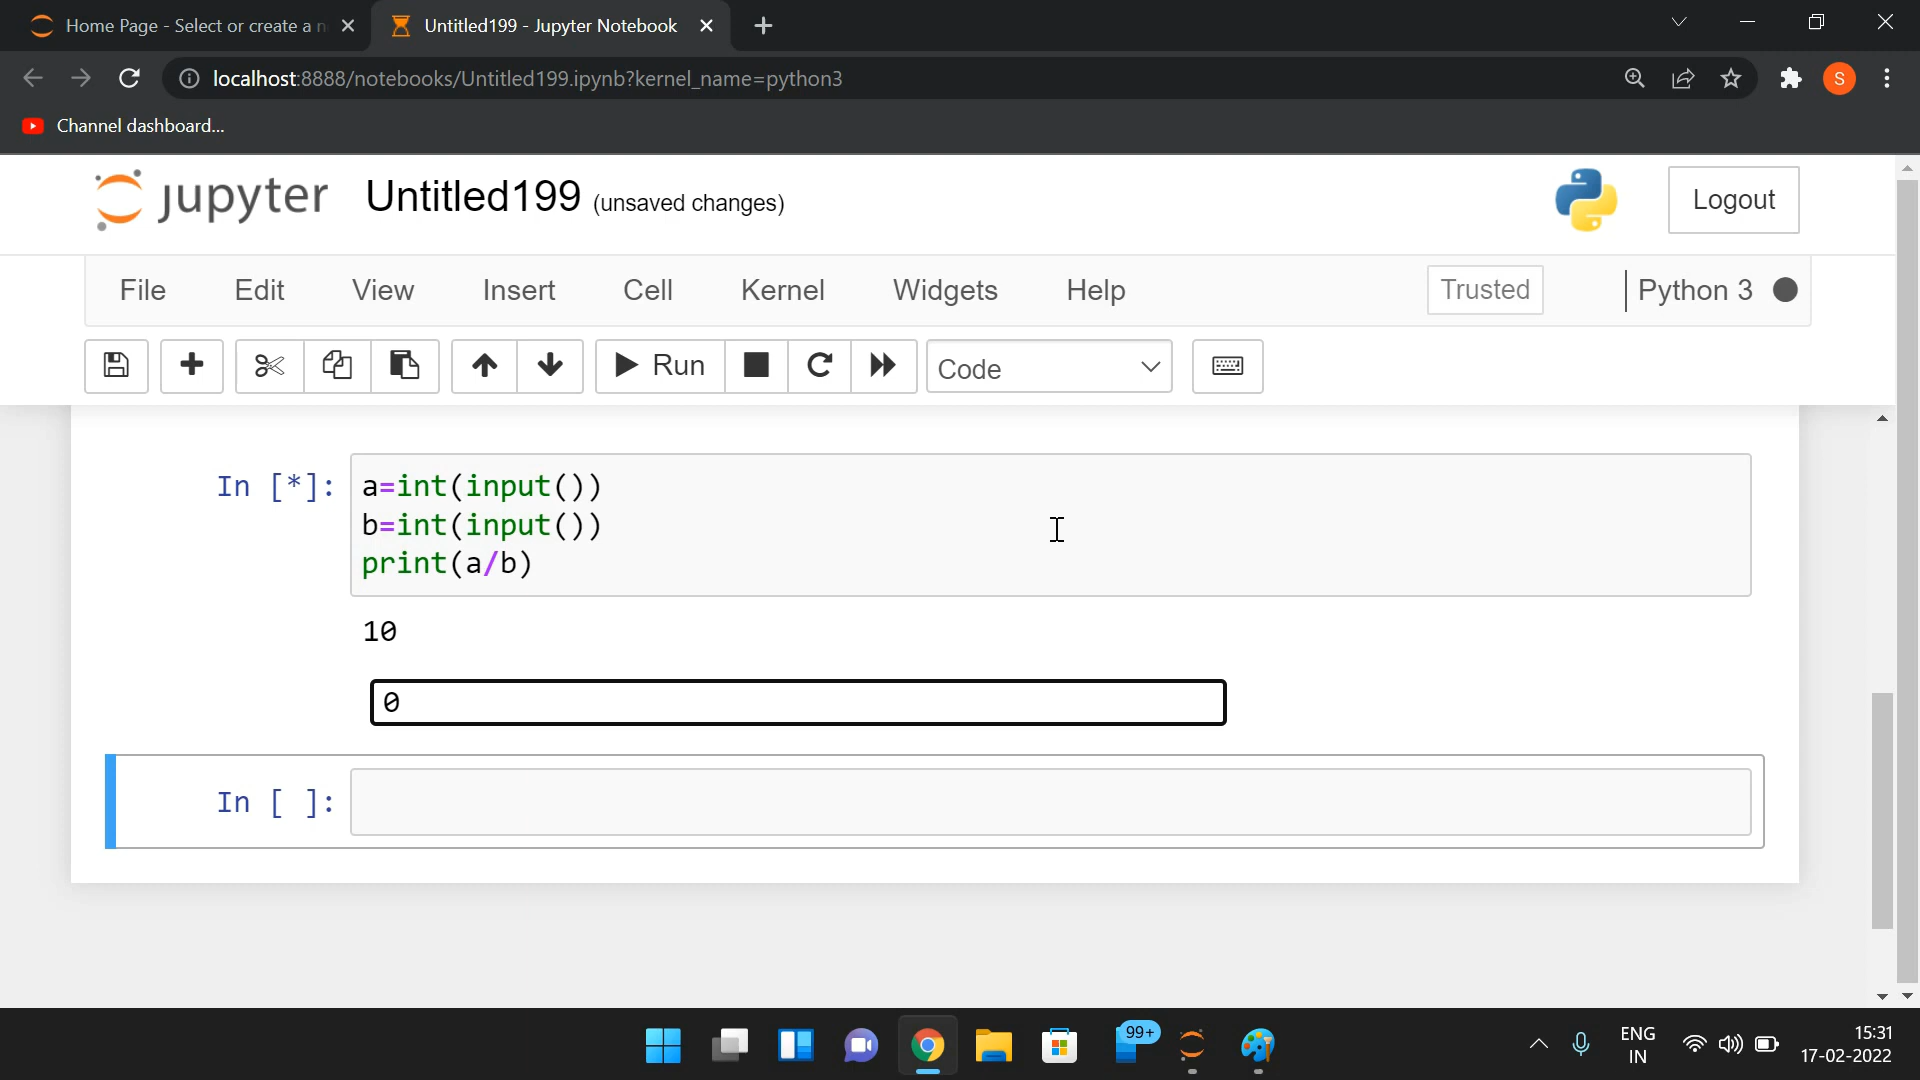 Home Page - Select or create a n
Untitled199 - Jupyter Notebook
localhost:8888/notebooks/Untitled199.ipynb?kernel_name=python3
S
Channel dashboard...
jupyter
Untitled199 (unsaved changes)
Logout
File Edit View Insert Cell Kernel Widgets Help
Trusted
Python 3
Run
Code
In [*]:
a=int(input())
b=int(input())
print(a/b)
10
0
In [ ]:
99+
ENG
IN
15:31
17-02-2022